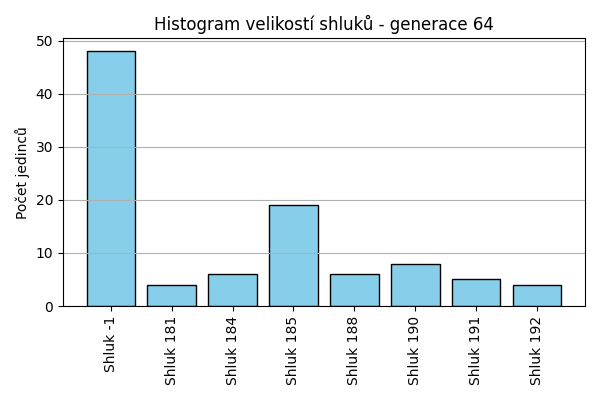 Histogram velikostí shluků - generace 64
Počet jedinců
50
40
30
20
10
0
Shluk -1
Shluk 181
Shluk 184
Shluk 185
Shluk 188
Shluk 190
Shluk 191
Shluk 192